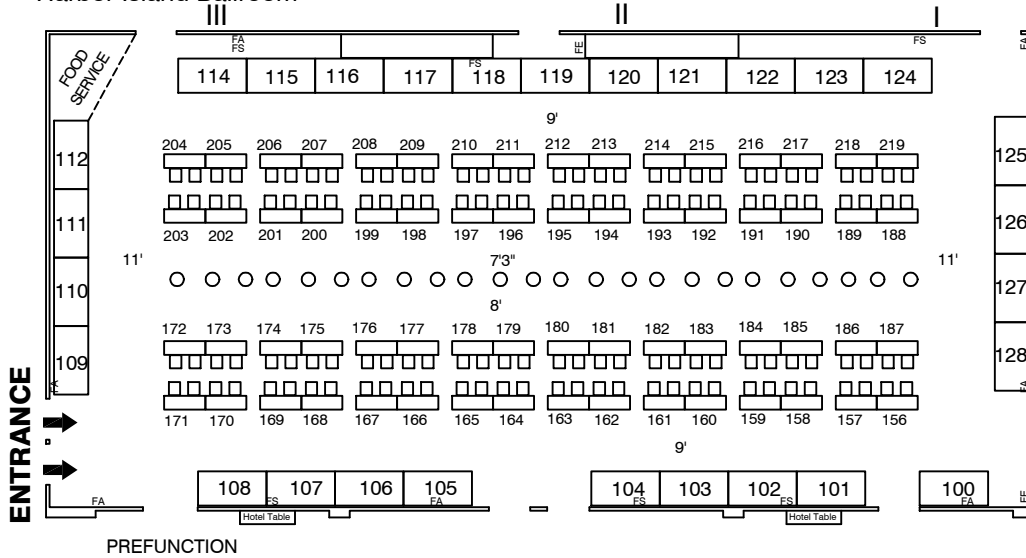 III II I
FA
FS FE FS FA
FOOD
SERVICE
FS
114 115 116 117 118 119 120 121 122 123 124
9'
112 204 205 206 207 208 209 210 211 212 213 214 215 216 217 218 219 125
111 203 202 201 200 199 198 197 196 195 194 193 192 191 190 189 188 126
11' 7'3" 11'
110 127
8'
172 173 174 175 176 177 178 179 180 181 182 183 184 185 186 187
109 128
FA FA
171 170 169 168 167 166 165 164 163 162 161 160 159 158 157 156
ENTRANCE
9'
108 107 106 105 104 103 102 101 100
FA FS FA FS FS FE
Hotel Table Hotel Table
PREFUNCTION